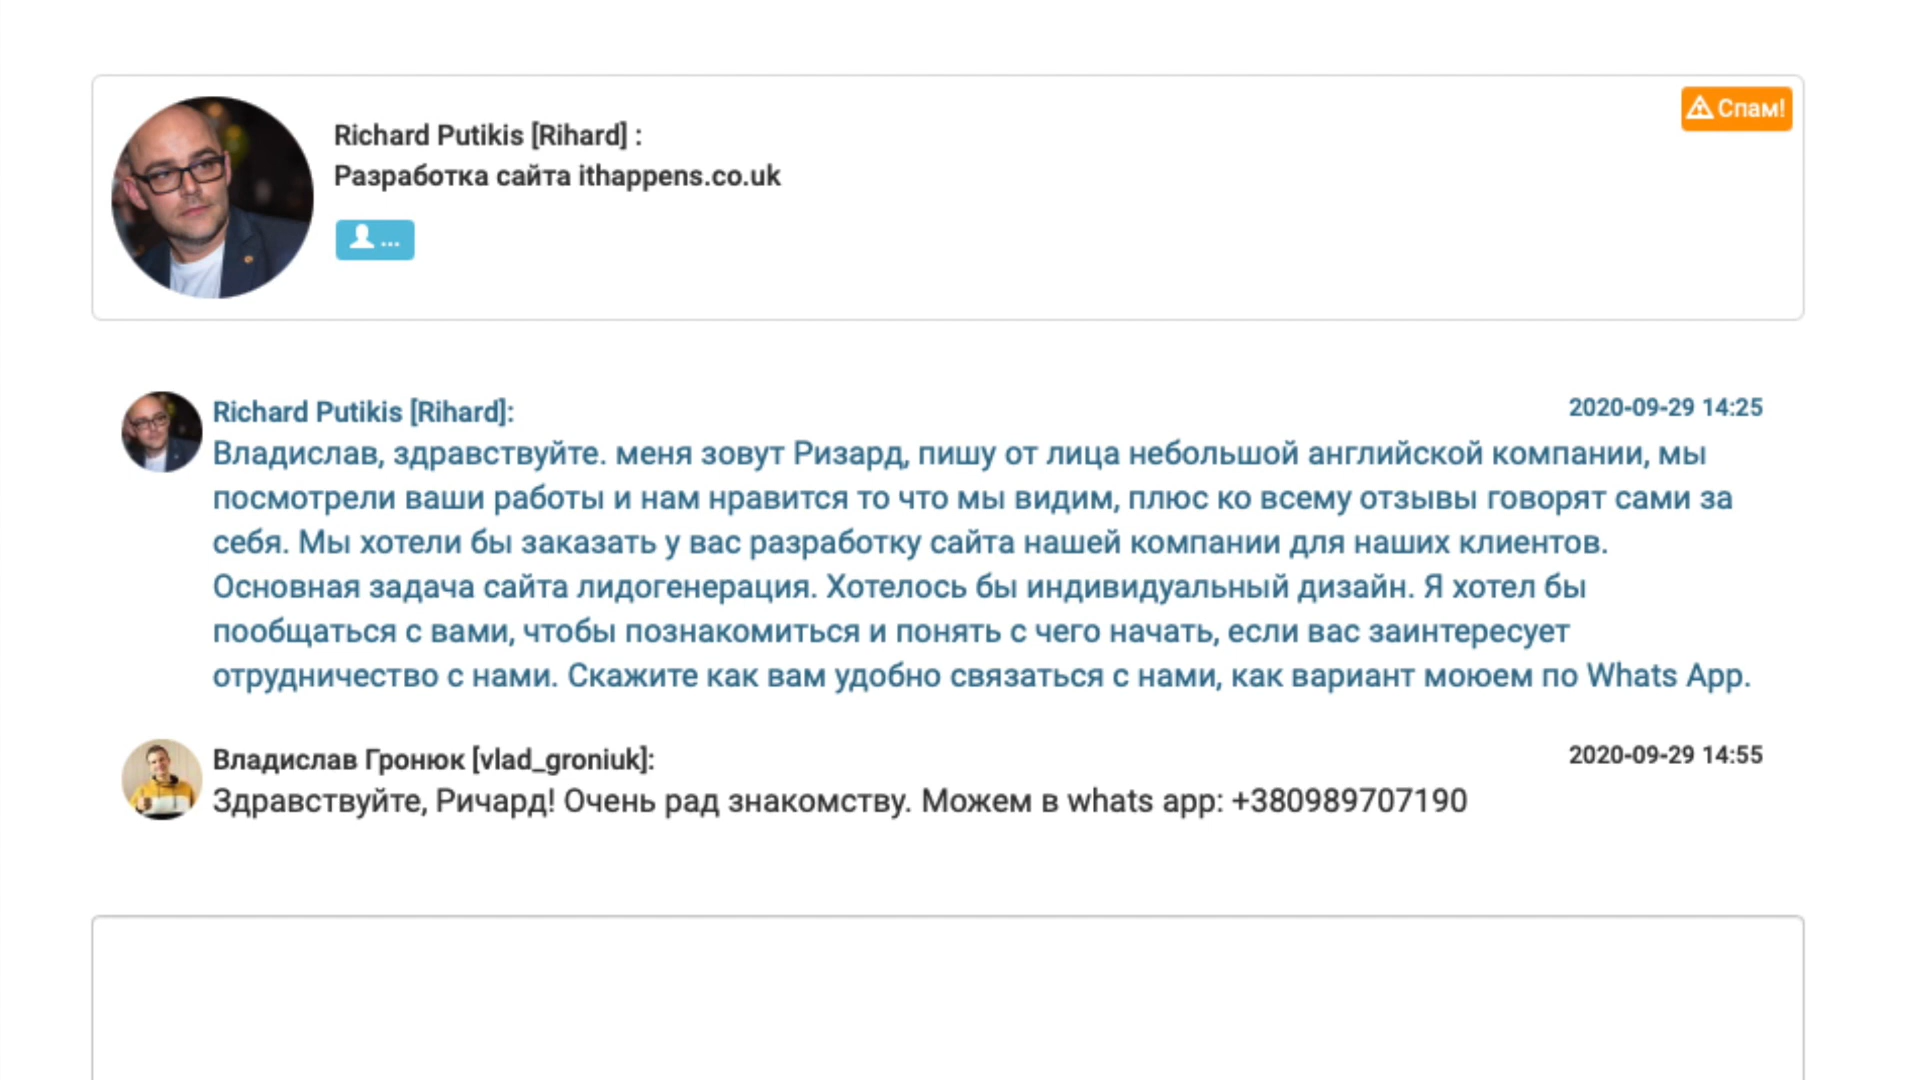 Спам!
Richard Putikis [Rihard] :
Разработка сайта ithappens.co.uk
...
Richard Putikis [Rihard]:
2020-09-29 14:25
Владислав, здравствуйте. меня зовут Ризард, пишу от лица небольшой английской компании, мы
посмотрели ваши работы и нам нравится то что мы видим, плюс ко всему отзывы говорят сами за
себя. Мы хотели бы заказать у вас разработку сайта нашей компании для наших клиентов.
Основная задача сайта лидогенерация. Хотелось бы индивидуальный дизайн. Я хотел бы
пообщаться с вами, чтобы познакомиться и понять с чего начать, если вас заинтересует
отрудничество с нами. Скажите как вам удобно связаться с нами, как вариант моюем по Whats App.
Владислав Гронюк [vlad_groniuk]:
2020-09-29 14:55
Здравствуйте, Ричард! Очень рад знакомству. Можем в whats app: +380989707190